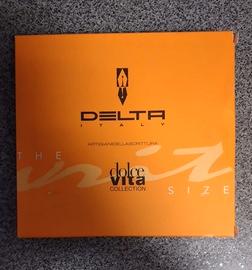 DELTA
ITALY
ARTIGIANIDELLASCRITTURA
THE
SIZE
dolce
vita
COLLECTION